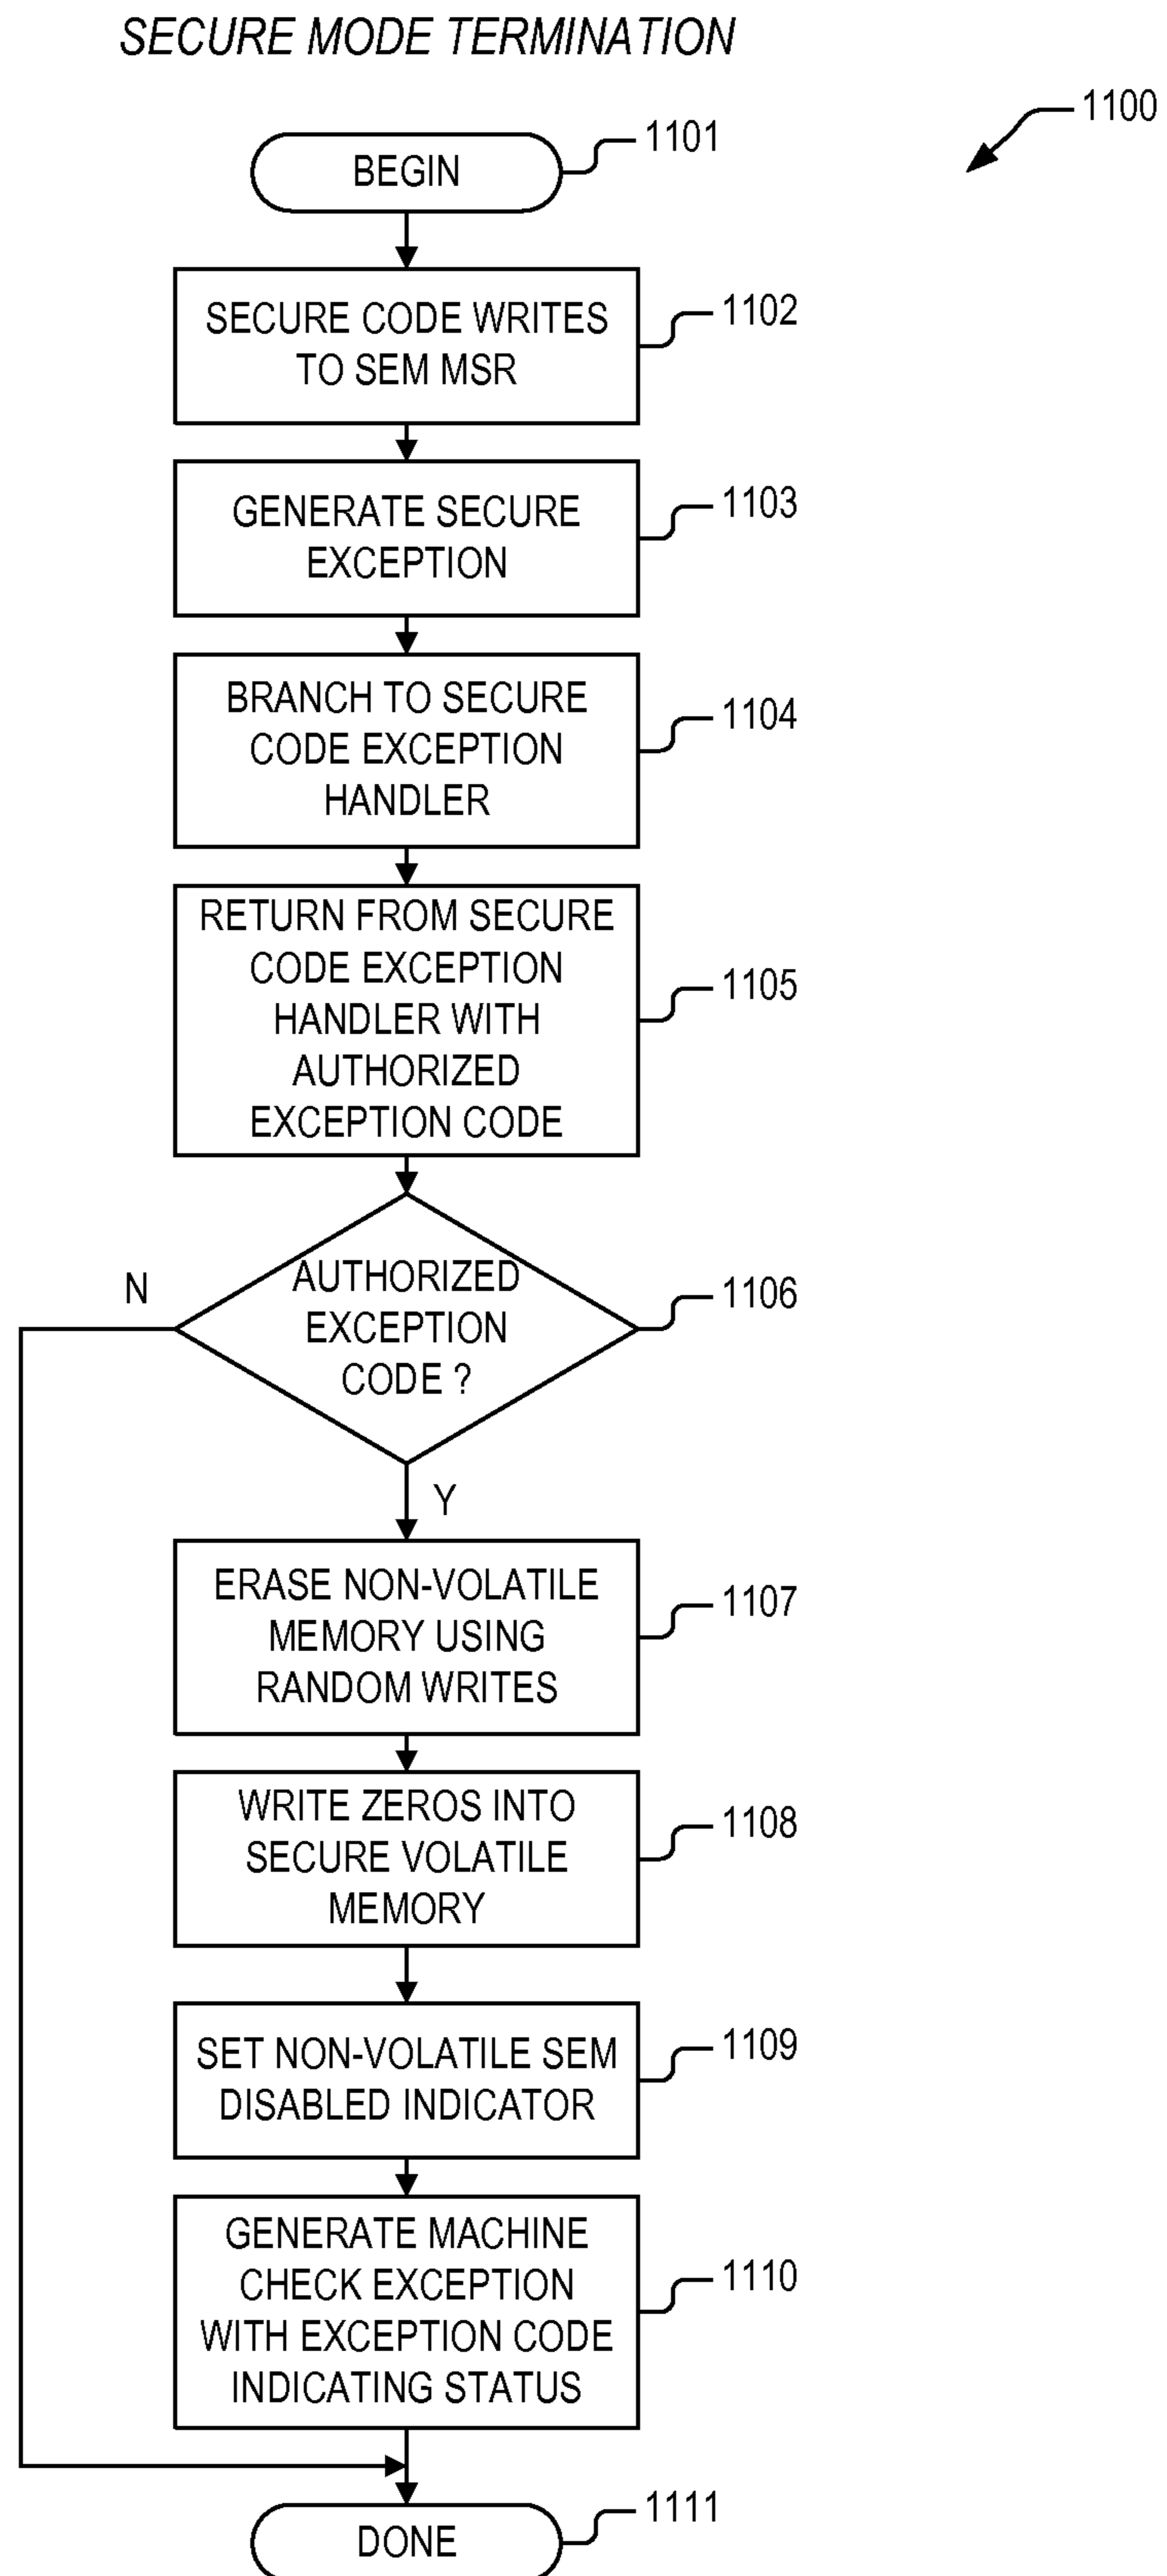 SECURE MODE TERMINATION
1100
BEGIN
1101
SECURE CODE WRITES
TO SEM MSR
1102
GENERATE SECURE
EXCEPTION
1103
BRANCH TO SECURE
CODE EXCEPTION
HANDLER
1104
RETURN FROM SECURE
CODE EXCEPTION
HANDLER WITH
AUTHORIZED
EXCEPTION CODE
1105
N
AUTHORIZED
EXCEPTION
CODE ?
1106
Y
ERASE NON-VOLATILE
MEMORY USING
RANDOM WRITES
1107
WRITE ZEROS INTO
SECURE VOLATILE
MEMORY
1108
SET NON-VOLATILE SEM
DISABLED INDICATOR
1109
GENERATE MACHINE
CHECK EXCEPTION
WITH EXCEPTION CODE
INDICATING STATUS
1110
DONE
1111